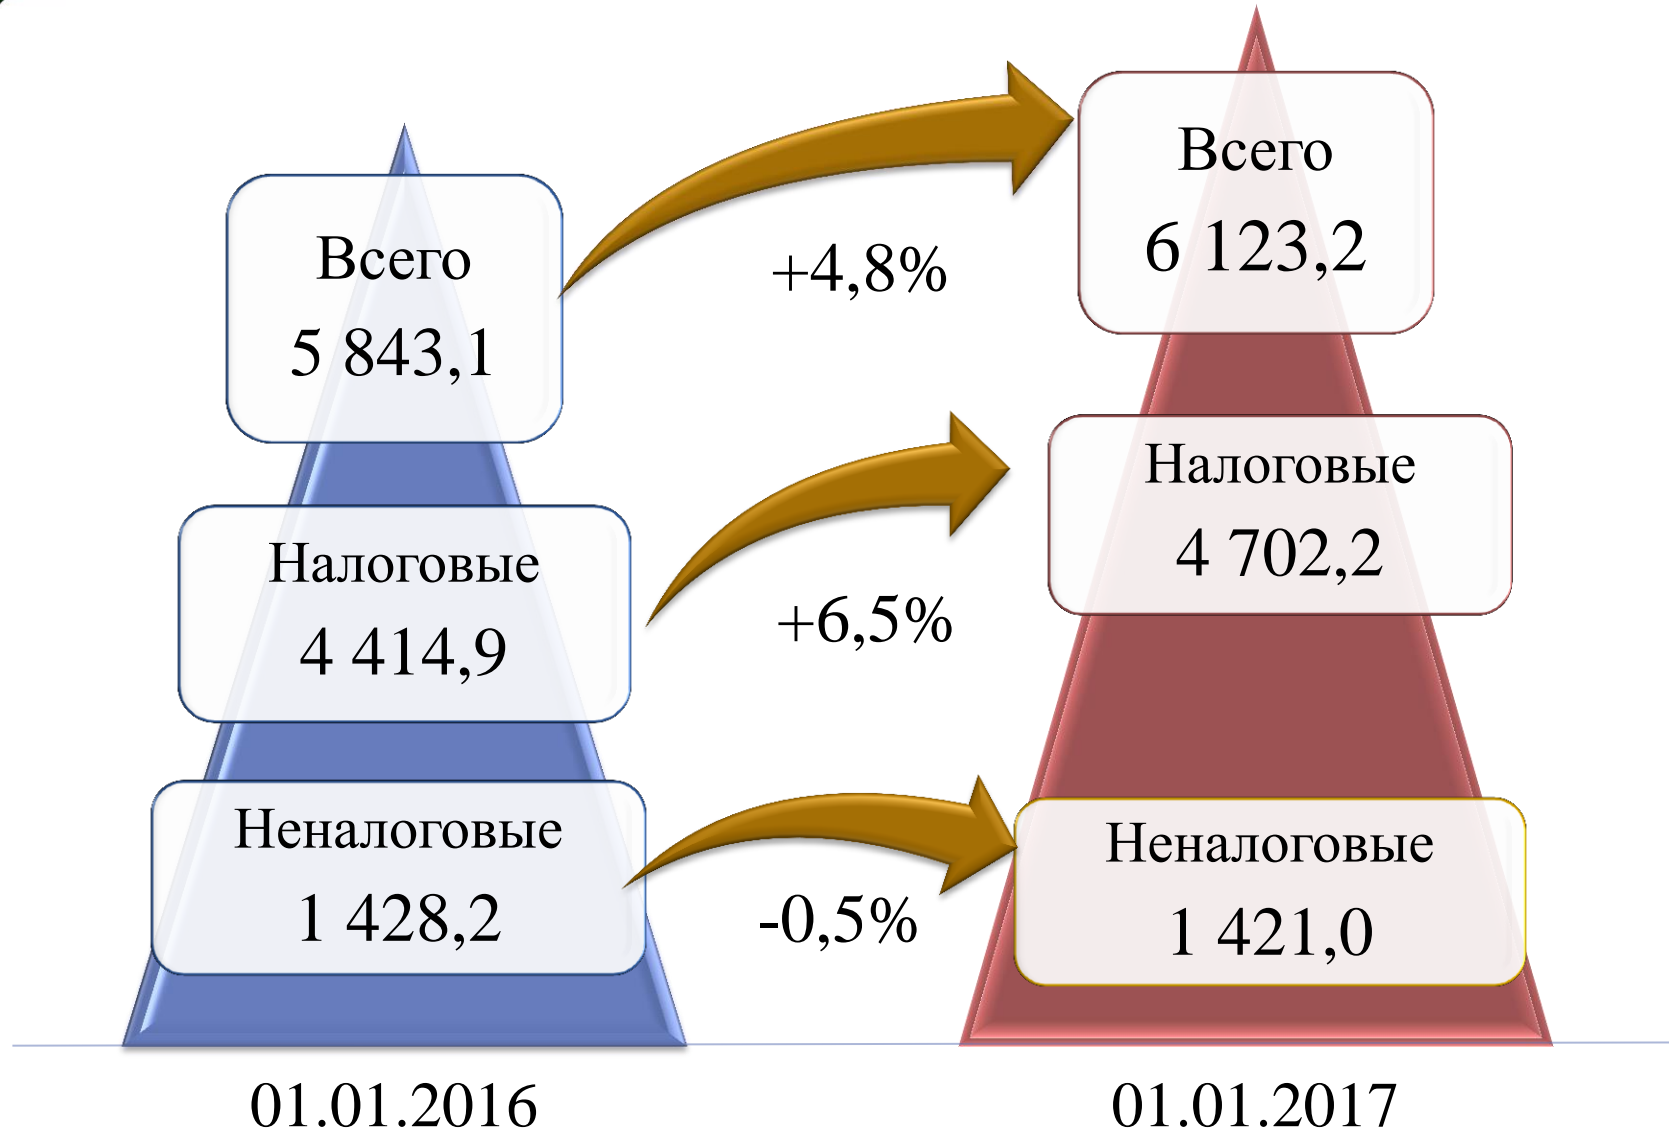 Всего
5 843,1
Налоговые
4 414,9
Неналоговые
1 428,2
01.01.2016
+4,8%
+6,5%
-0,5%
Всего
6 123,2
Налоговые
4 702,2
Неналоговые
1 421,0
01.01.2017